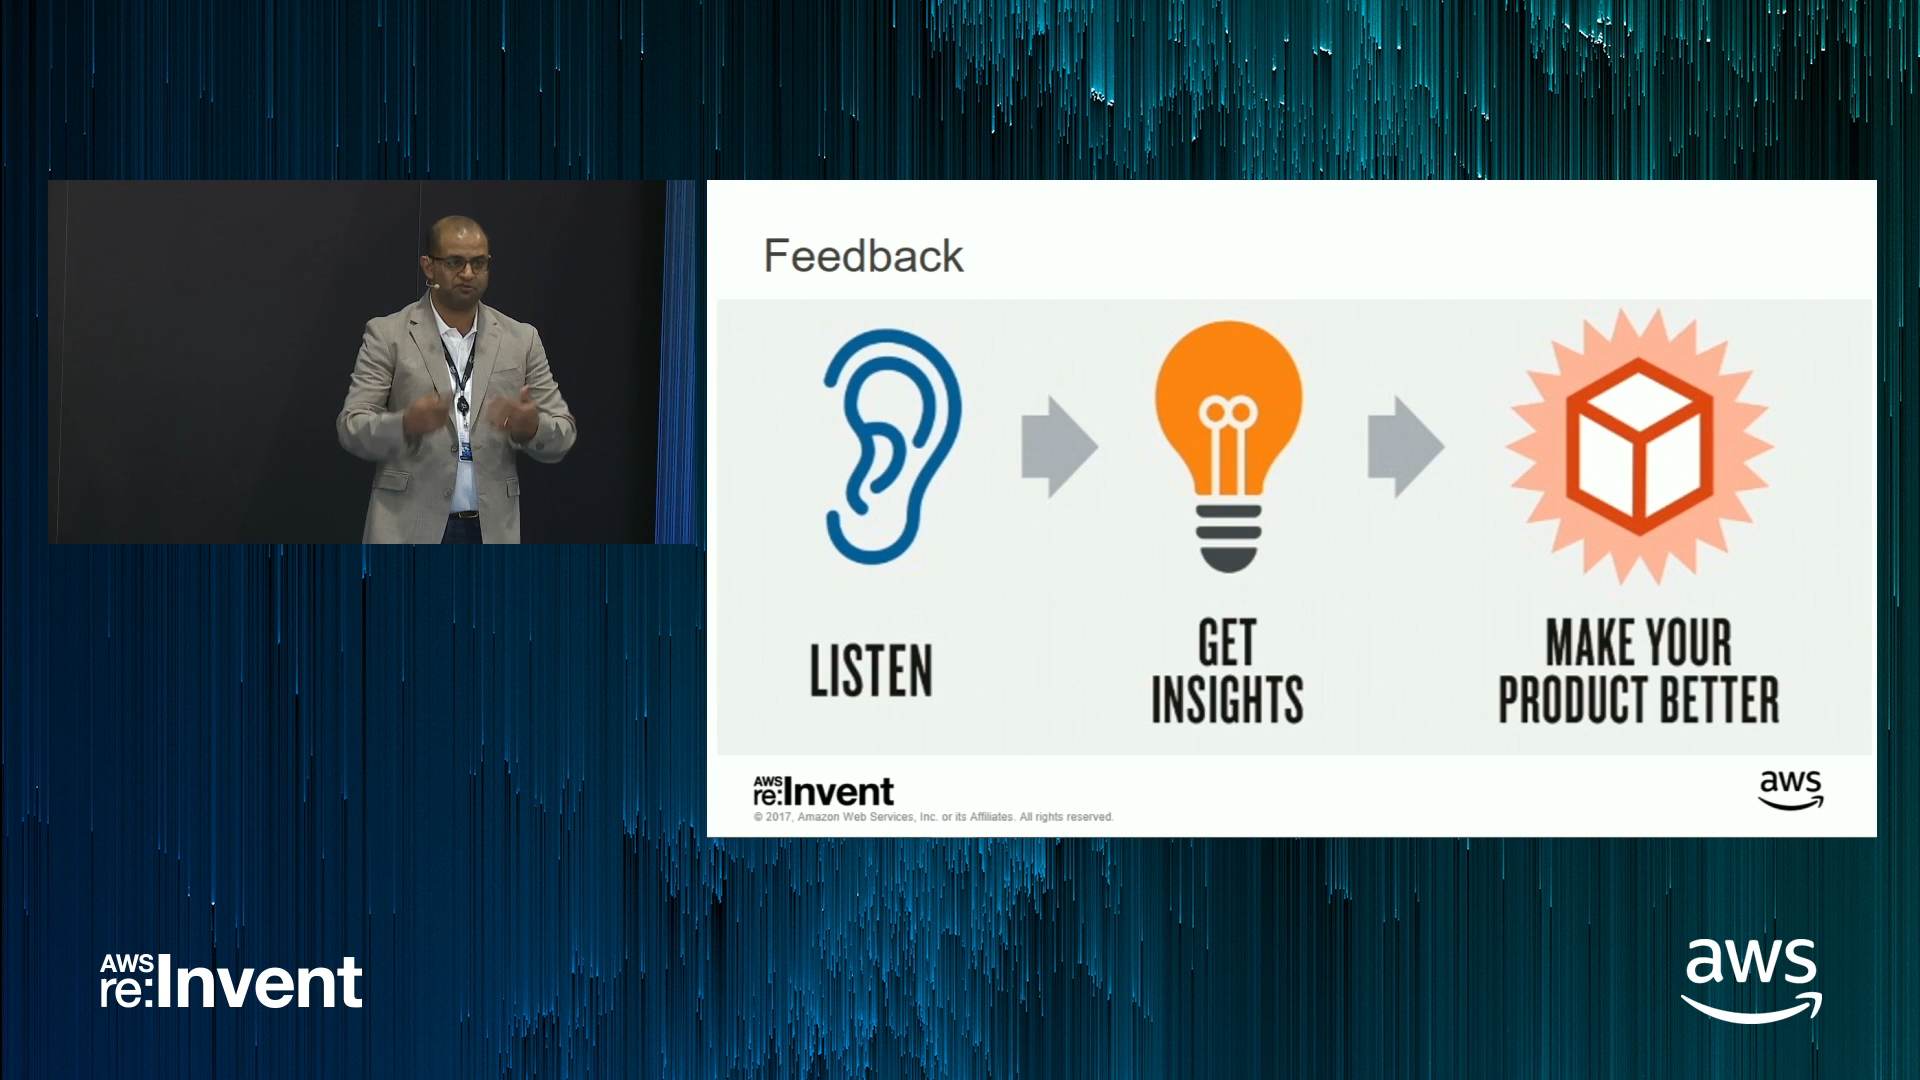 Feedback
LISTEN
GET
INSIGHTS
MAKE YOUR
PRODUCT BETTER
AWS
re:Invent
© 2017, Amazon Web Services, Inc. or its Affiliates. All rights reserved.
aws
AWS
re:Invent
aws